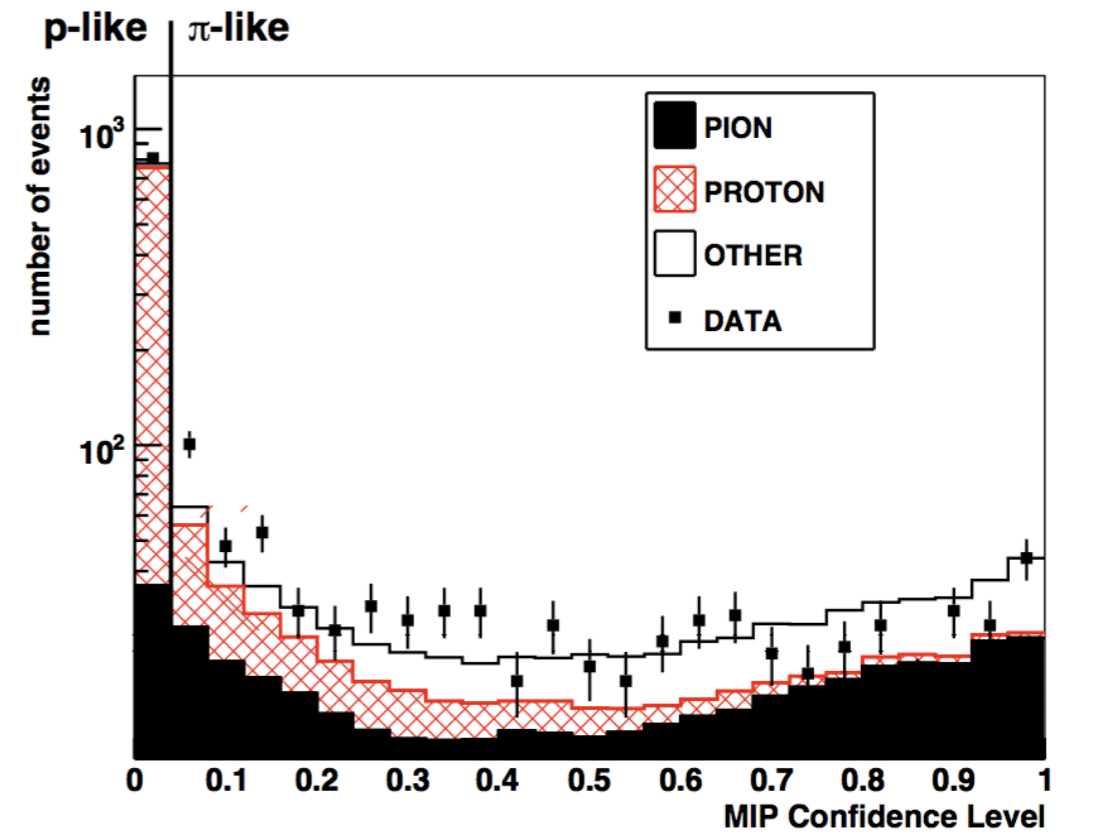 p-like π-like
number of events
10³
10²
PION
PROTON
OTHER
DATA
0 0.1 0.2 0.3 0.4 0.5 0.6 0.7 0.8 0.9 1
MIP Confidence Level